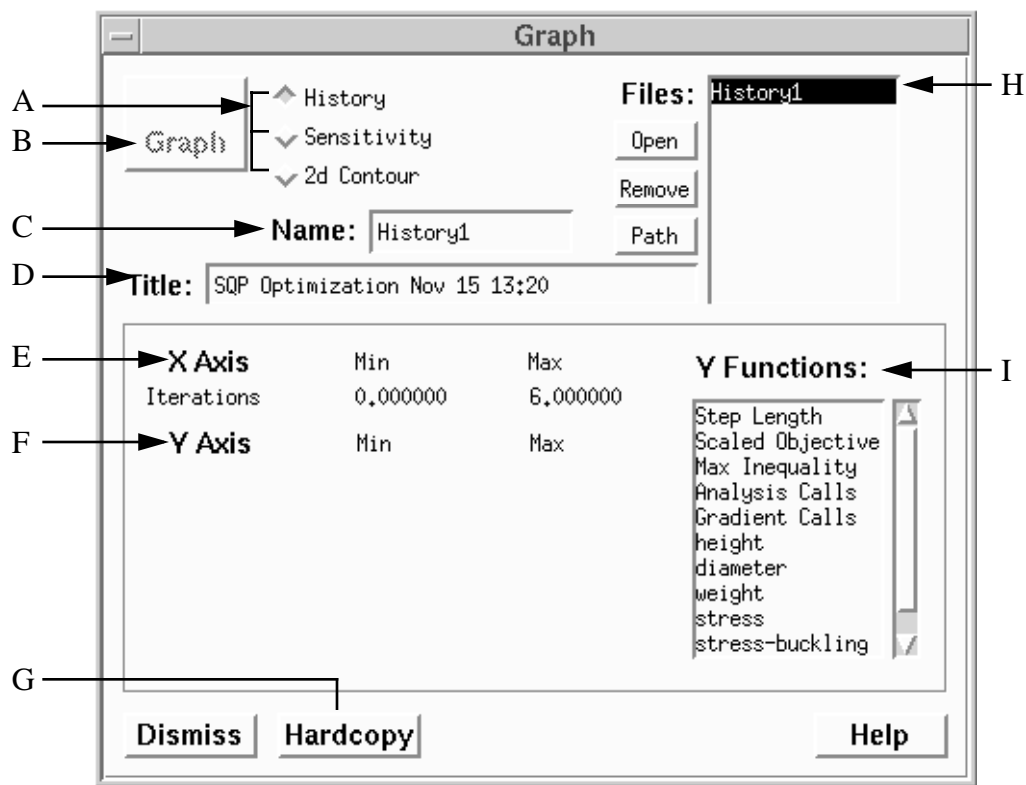 Graph
A
B
Graph
History
Sensitivity
2d Contour
Files:
Open
Remove
Path
History1
H
C
Name:
History1
D
Title:
SQP Optimization Nov 15 13:20
E
X Axis
Min
Max
Iterations
0.000000
6.000000
F
Y Axis
Min
Max
Y Functions:
I
Step Length
Scaled Objective
Max Inequality
Analysis Calls
Gradient Calls
height
diameter
weight
stress
stress-buckling
G
Dismiss
Hardcopy
Help